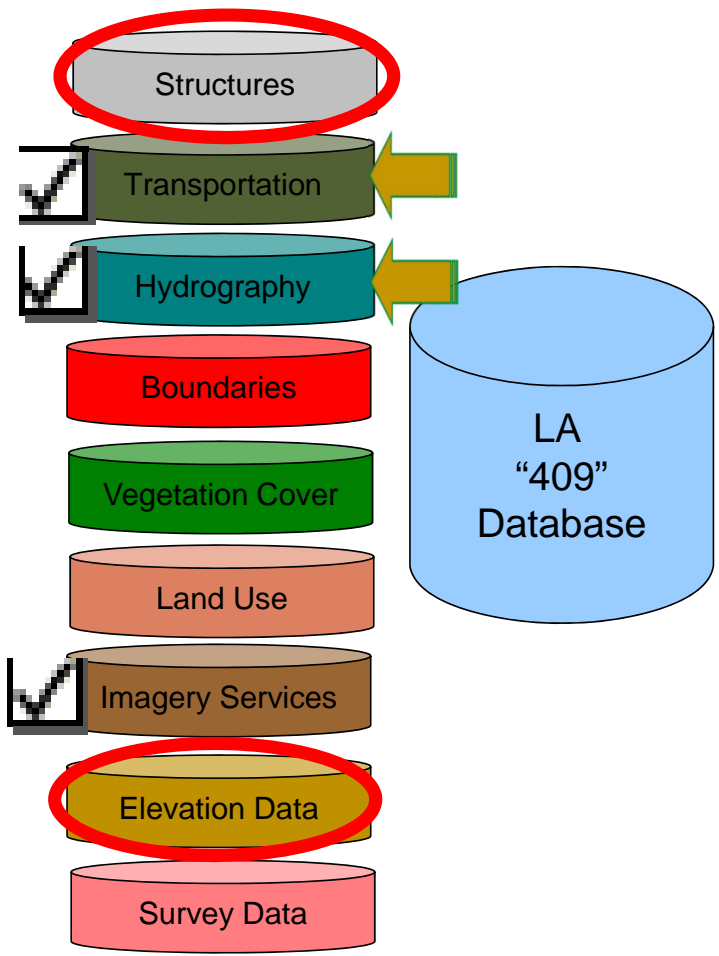 Structures
Transportation
Hydrography
Boundaries
Vegetation Cover
Land Use
Imagery Services
Elevation Data
Survey Data
LA
“409”
Database